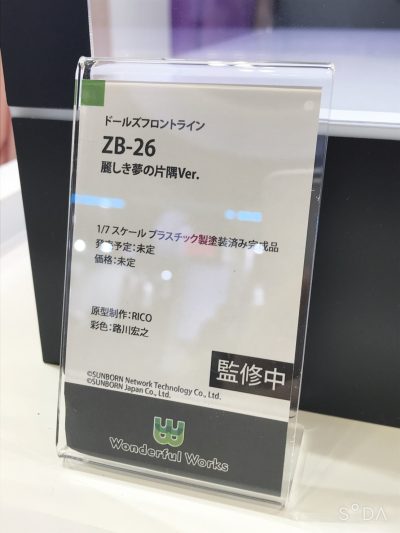 ドールズフロントライン
ZB-26
麗しき夢の片隅Ver.
1/7 スケール プラスチック製塗装済み完成品
発売予定：未定
価格：未定
原型制作：RICO
彩色：路川宏之
監修中
©SUNBORN Network Technology Co., Ltd.
©SUNBORN Japan Co., Ltd.
Wonderful Works
SODA